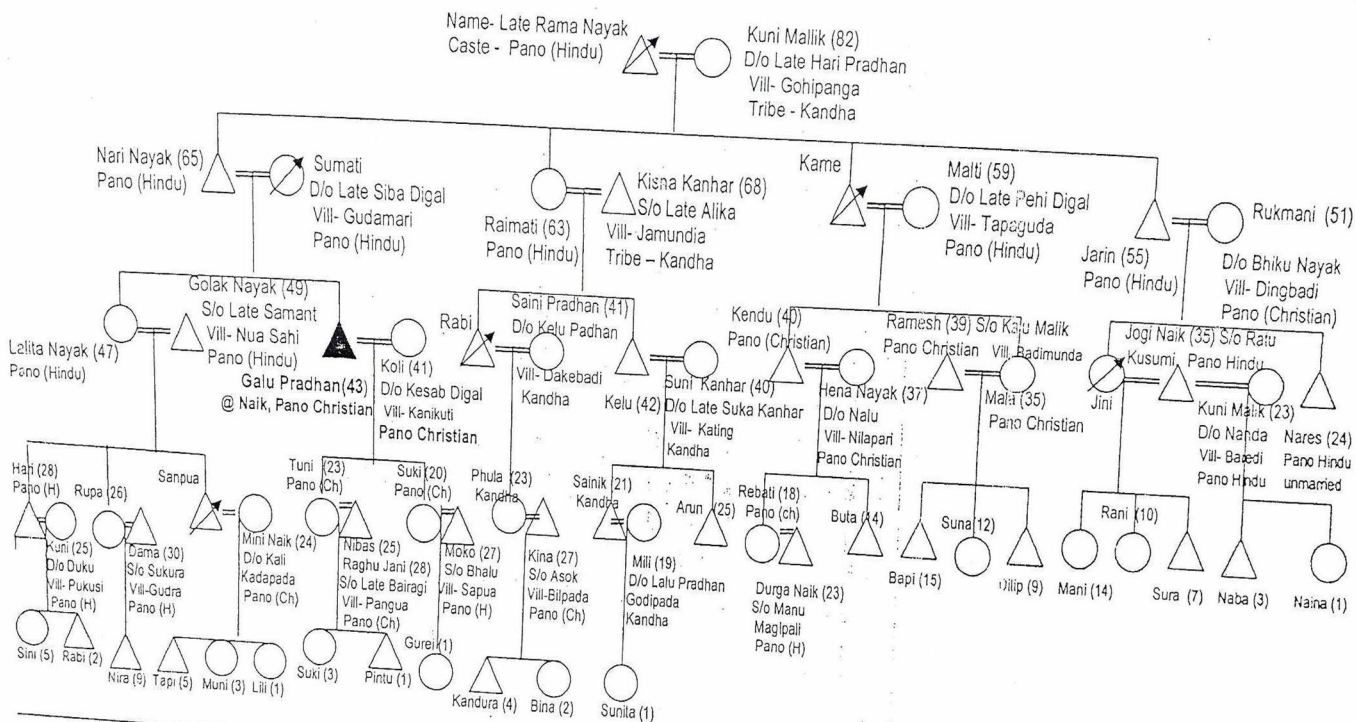 Name- Late Rama Nayak
Caste - Pano (Hindu)
Kuni Mallik (82)
D/o Late Hari Pradhan
Vill- Gohipanga
Tribe - Kandha
Nari Nayak (65)
Pano (Hindu)
Sumati
D/o Late Siba Digal
Vill- Gudamari
Pano (Hindu)
Raimati (63)
Pano (Hindu)
Kisna Kanhar (68)
S/o Late Alika
Vill- Jamundia
Tribe – Kandha
Kame
Malti (59)
D/o Late Pehi Digal
Vill- Tapaguda
Pano (Hindu)
Jarin (55)
Pano (Hindu)
Rukmani (51)
D/o Bhiku Nayak
Vill- Dingbadi
Pano (Christian)
Lalita Nayak (47)
Pano (Hindu)
Golak Nayak (49)
S/o Late Samant
Vill- Nua Sahi
Pano (Hindu)
Galu Pradhan(43)
@ Naik, Pano Christian
Koli (41)
D/o Kesab Digal
Vill- Kanikuti
Pano Christian
Rabi
Saini Pradhan (41)
D/o Kelu Padhan
Vill- Dakebadi
Kandha
Kelu (42)
Suni Kanhar (40)
D/o Late Suka Kanhar
Vill- Kating
Kandha
Kendu (40)
Pano (Christian)
Hena Nayak (37)
D/o Nalu
Vill- Nilapari
Pano Christian
Ramesh (39) S/o Kalu Malik
Pano Christian Vill. Badimunda
Mala (35)
Pano Christian
Jini
Jogi Naik (35) S/o Ratu
Kusumi, Pano Hindu
Kuni Malik (23)
D/o Nanda
Vill- Baredi
Pano Hindu
Nares (24)
Pano Hindu
unmarried
Hari (28)
Pano (H)
Kuni (25)
D/o Duku
Vill- Pukusi
Pano (H)
Rupa (26)
Dama (30)
S/o Sukura
Vill-Gudra
Pano (H)
Sanpua
Mini Naik (24)
D/o Kali
Kadapada
Pano (Ch)
Tuni (23)
Pano (Ch)
Nibas (25)
Raghu Jani (28)
S/o Late Bairagi
Vill- Pangua
Pano (Ch)
Suki (20)
Pano (Ch)
Moko (27)
S/o Bhalu
Vill- Sapua
Pano (H)
Phula (23)
Kandha
Kina (27)
S/o Asok
Vill-Bilpada
Pano (Ch)
Sainik (21)
Kandha
Mili (19)
D/o Lalu Pradhan
Godipada
Kandha
Arun (25)
Rebati (18)
Pano (ch)
Durga Naik (23)
S/o Manu
Maglpali
Pano (H)
Buta (14)
Bapi (15)
Suna (12)
Dilip (9)
Mani (14)
Rani (10)
Sura (7)
Naba (3)
Naina (1)
Sini (5)
Rabi (2)
Nira (9)
Tapi (5)
Muni (3)
Lili (1)
Suki (3)
Pintu (1)
Gurei (1)
Kandura (4)
Bina (2)
Sunita (1)